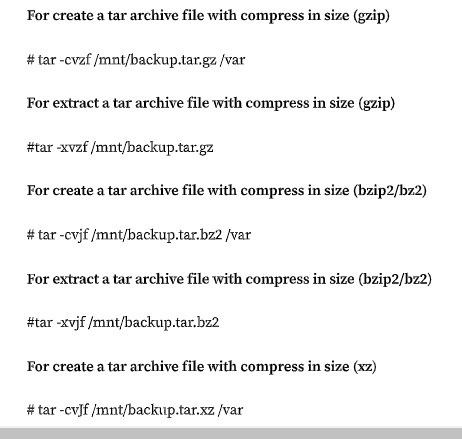 For create a tar archive file with compress in size (gzip)
# tar -cvzf /mnt/backup.tar.gz /var
For extract a tar archive file with compress in size (gzip)
#tar -xvzf /mnt/backup.tar.gz
For create a tar archive file with compress in size (bzip2/bz2)
# tar -cvjf /mnt/backup.tar.bz2 /var
For extract a tar archive file with compress in size (bzip2/bz2)
#tar -xvjf /mnt/backup.tar.bz2
For create a tar archive file with compress in size (xz)
# tar -cvJf /mnt/backup.tar.xz /var